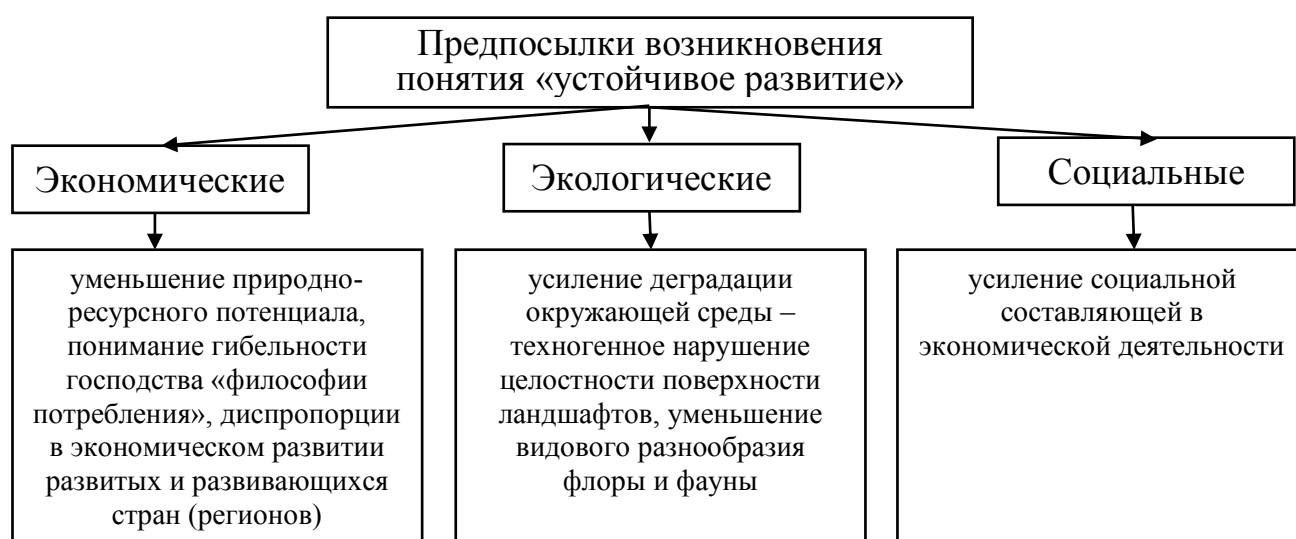 Предпосылки возникновения
понятия «устойчивое развитие»
Экономические
Экологические
Социальные
уменьшение природно-
ресурсного потенциала,
понимание гибельности
господства «философии
потребления», диспропорции
в экономическом развитии
развитых и развивающихся
стран (регионов)
усиление деградации
окружающей среды –
техногенное нарушение
целостности поверхности
ландшафтов, уменьшение
видового разнообразия
флоры и фауны
усиление социальной
составляющей в
экономической деятельности